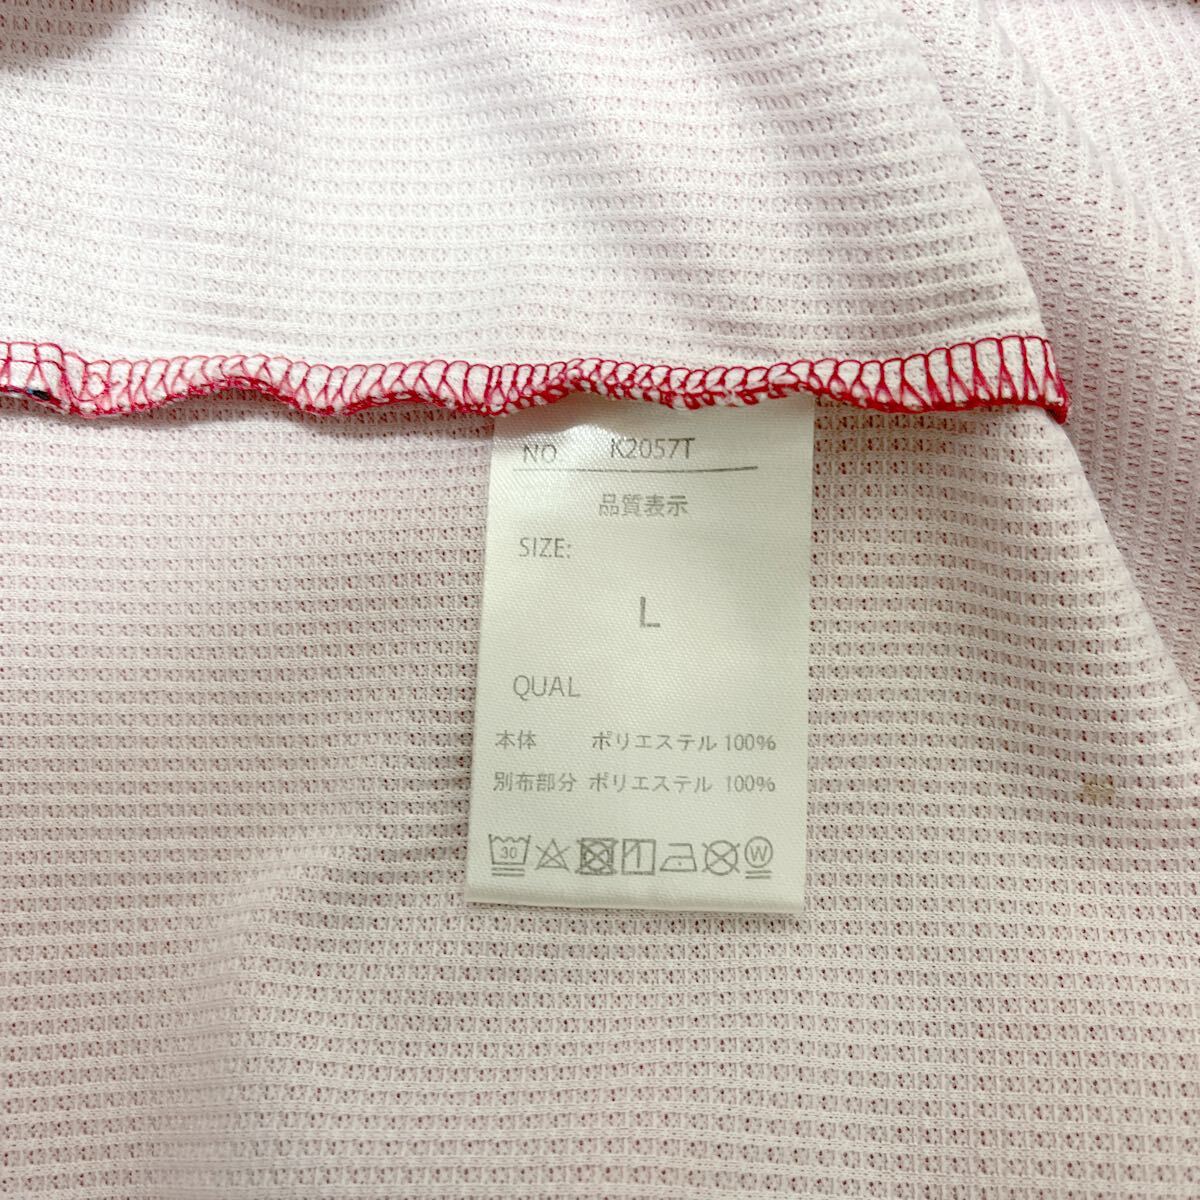 NO K2057T
品質表示
SIZE:
L
QUAL
本体 ポリエステル 100%
別布部分 ポリエステル 100%
30 W